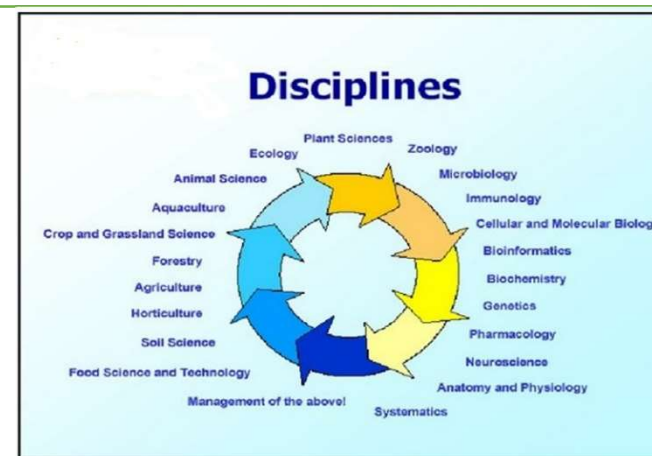 Disciplines
Plant Sciences
Zoology
Microbiology
Immunology
Cellular and Molecular Biolog
Bioinformatics
Biochemistry
Genetics
Pharmacology
Neuroscience
Anatomy and Physiology
Systematics
Management of the above!
Food Science and Technology
Soil Science
Horticulture
Agriculture
Forestry
Crop and Grassland Science
Aquaculture
Animal Science
Ecology